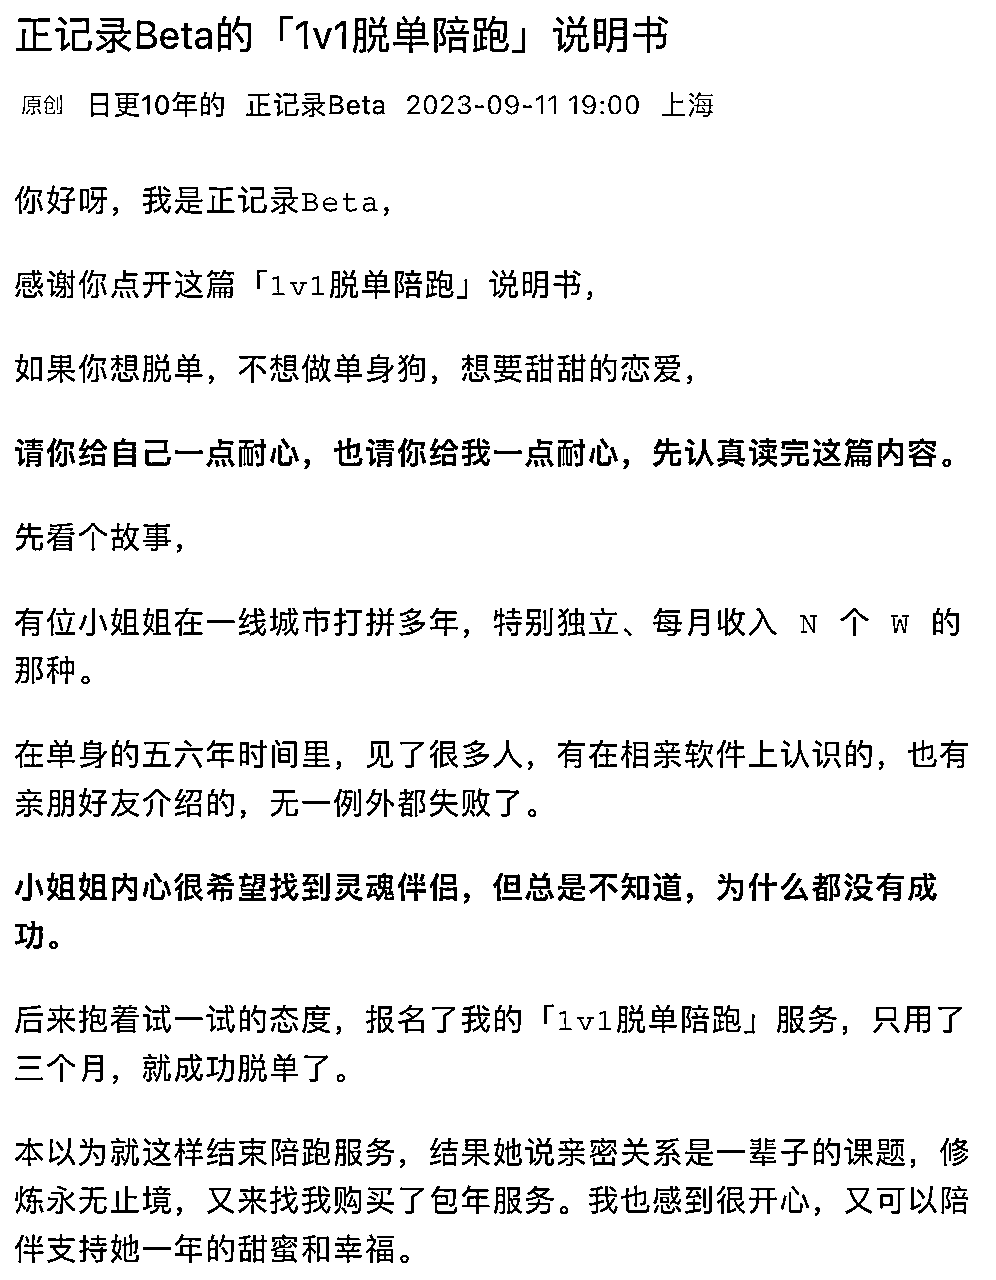 正记录Beta的「1v1脱单陪跑」说明书
原创 日更10年的 正记录Beta 2023-09-11 19:00 上海
你好呀，我是正记录Beta，
感谢你点开这篇「1v1脱单陪跑」说明书，
如果你想脱单，不想做单身狗，想要甜甜的恋爱，
请你给自己一点耐心，也请你给我一点耐心，先认真读完这篇内容。
先看个故事，
有位小姐姐在一线城市打拼多年，特别独立、每月收入 N 个 W 的
那种。
在单身的五六年时间里，见了很多人，有在相亲软件上认识的，也有
亲朋好友介绍的，无一例外都失败了。
小姐姐内心很希望找到灵魂伴侣，但总是不知道，为什么都没有成
功。
后来抱着试一试的态度，报名了我的「1v1脱单陪跑」服务，只用了
三个月，就成功脱单了。
本以为就这样结束陪跑服务，结果她说亲密关系是一辈子的课题，修
炼永无止境，又来找我购买了包年服务。我也感到很开心，又可以陪
伴支持她一年的甜蜜和幸福。